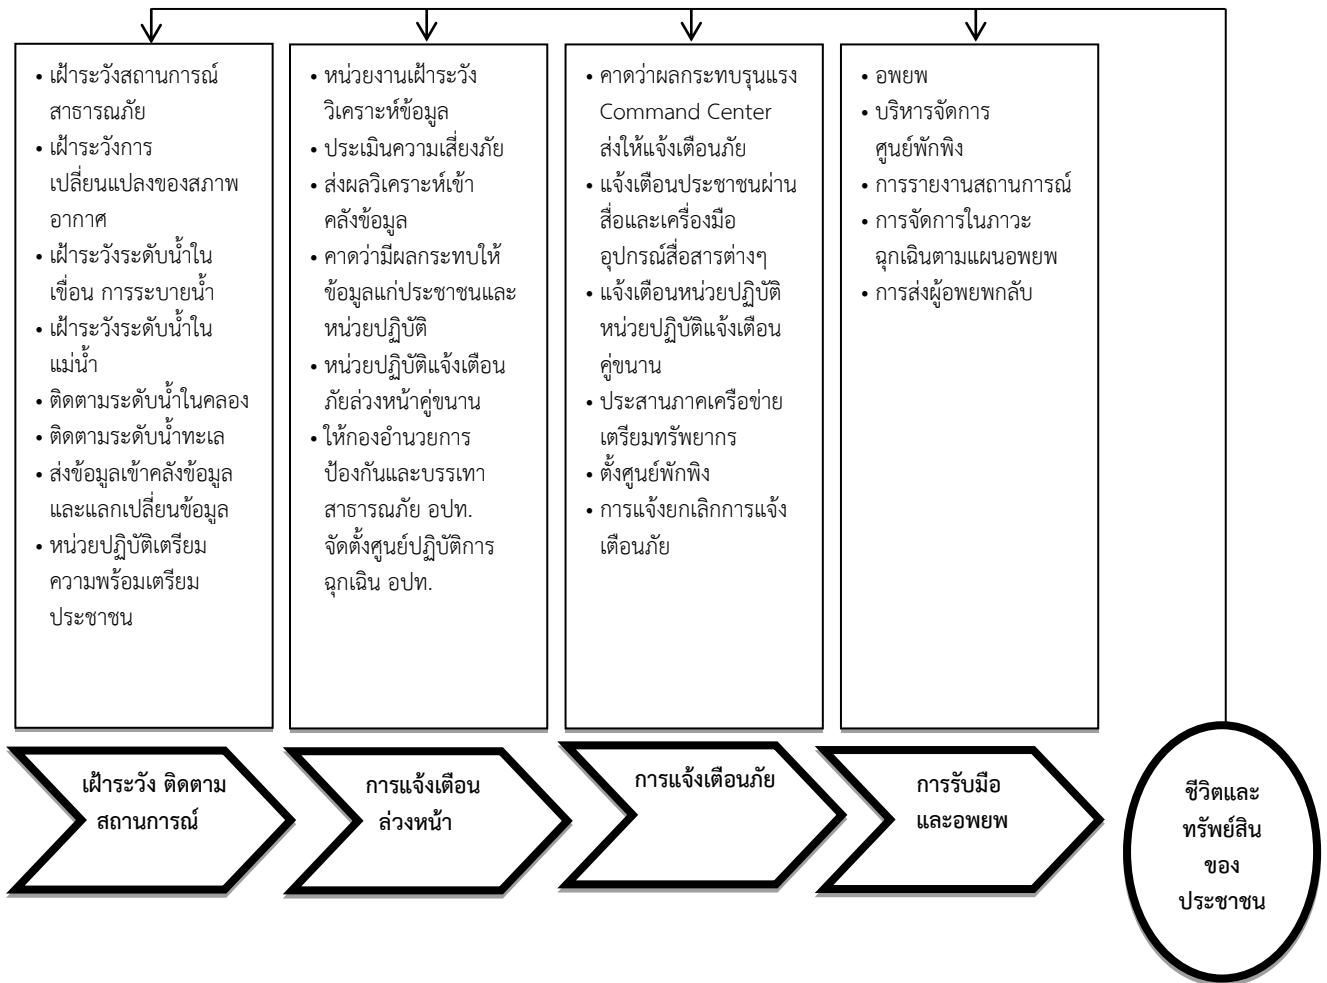 • เฝ้าระวังสถานการณ์
สาธารณภัย
• เฝ้าระวังการ
เปลี่ยนแปลงของสภาพ
อากาศ
• เฝ้าระวังระดับน้ำใน
เขื่อน การระบายน้ำ
• เฝ้าระวังระดับน้ำใน
แม่น้ำ
• ติดตามระดับน้ำในคลอง
• ติดตามระดับน้ำทะเล
• ส่งข้อมูลเข้าคลังข้อมูล
และแลกเปลี่ยนข้อมูล
• หน่วยปฏิบัติเตรียม
ความพร้อมเตรียม
ประชาชน
• หน่วยงานเฝ้าระวัง
วิเคราะห์ข้อมูล
• ประเมินความเสี่ยงภัย
• ส่งผลวิเคราะห์เข้า
คลังข้อมูล
• คาดว่ามีผลกระทบให้
ข้อมูลแก่ประชาชนและ
หน่วยปฏิบัติ
• หน่วยปฏิบัติแจ้งเตือน
ภัยล่วงหน้าคู่ขนาน
• ให้กองอำนวยการ
ป้องกันและบรรเทา
สาธารณภัย อปท.
จัดตั้งศูนย์ปฏิบัติการ
ฉุกเฉิน อปท.
• คาดว่าผลกระทบรุนแรง
Command Center
ส่งให้แจ้งเตือนภัย
• แจ้งเตือนประชาชนผ่าน
สื่อและเครื่องมือ
อุปกรณ์สื่อสารต่างๆ
• แจ้งเตือนหน่วยปฏิบัติ
หน่วยปฏิบัติแจ้งเตือน
คู่ขนาน
• ประสานภาคเครือข่าย
เตรียมทรัพยากร
• ตั้งศูนย์พักพิง
• การแจ้งยกเลิกการแจ้ง
เตือนภัย
• อพยพ
• บริหารจัดการ
ศูนย์พักพิง
• การรายงานสถานการณ์
• การจัดการในภาวะ
ฉุกเฉินตามแผนอพยพ
• การส่งผู้อพยพกลับ
เฝ้าระวัง ติดตาม
สถานการณ์
การแจ้งเตือน
ล่วงหน้า
การแจ้งเตือนภัย
การรับมือ
และอพยพ
ชีวิตและ
ทรัพย์สิน
ของ
ประชาชน